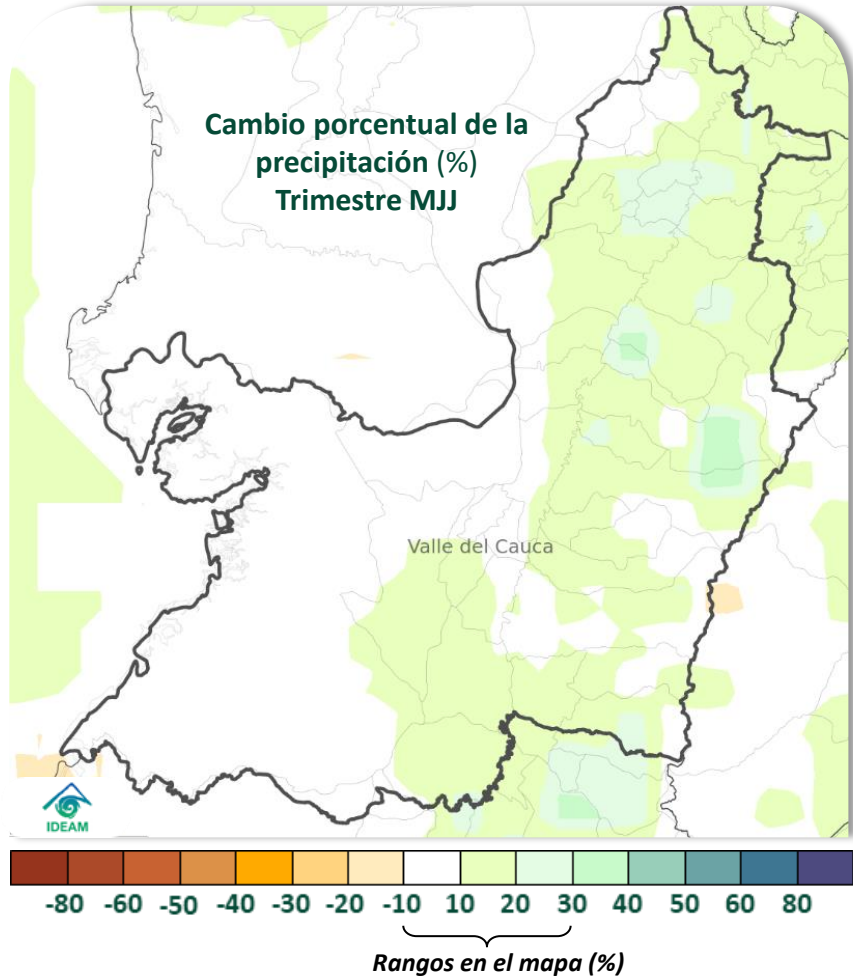 Cambio porcentual de la
precipitación (%)
Trimestre MJJ
Valle del Cauca
IDEAM
-80 -60 -50 -40 -30 -20 -10 10 20 30 40 50 60 80
Rangos en el mapa (%)